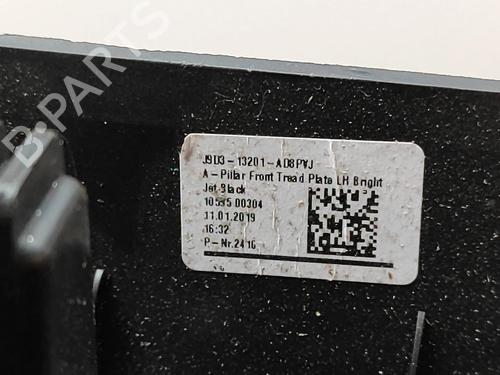 J9D3-13201-AD8PVJ
A - Pillar Front Tread Plate LH Bright
Jet Black
10535 00304
11.01.2019
16:32
P-Nr.2416
B-PARTS